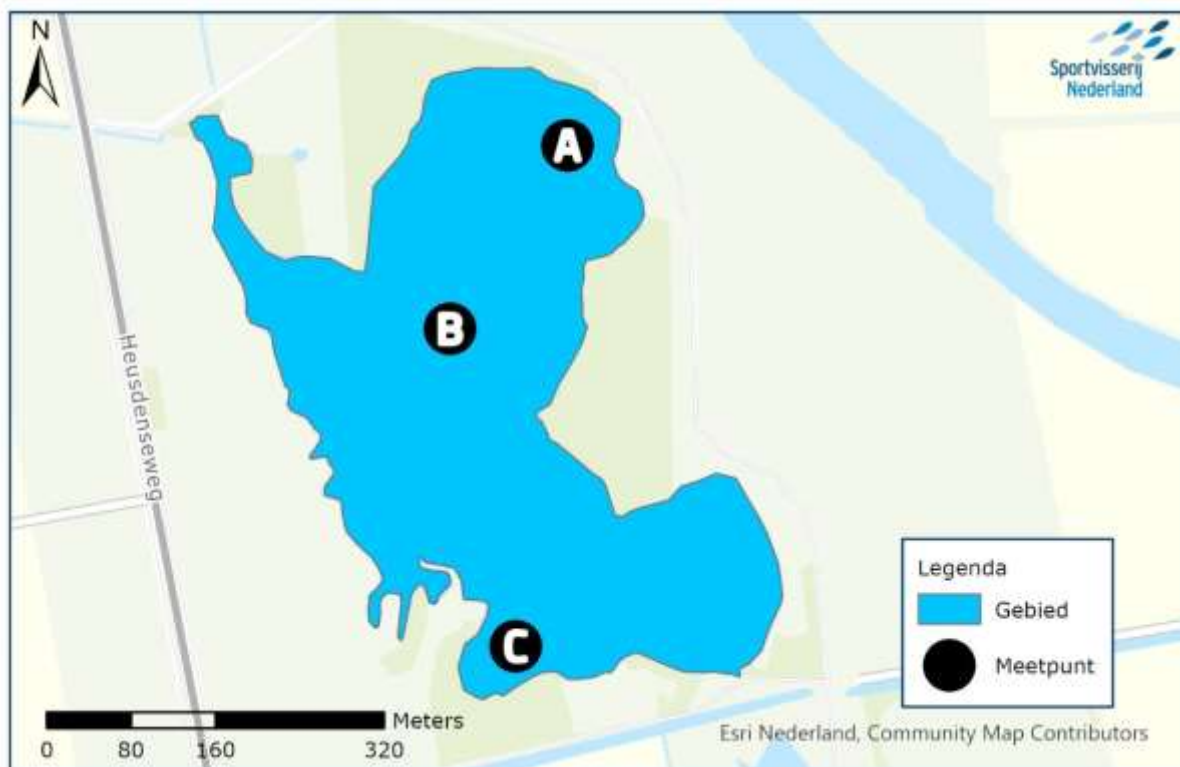 N
Sportvisserij
Nederland
A
B
Heusdenseweg
C
Legenda
Gebied
Meetpunt
Meters
0 80 160 320
Esri Nederland, Community Map Contributors